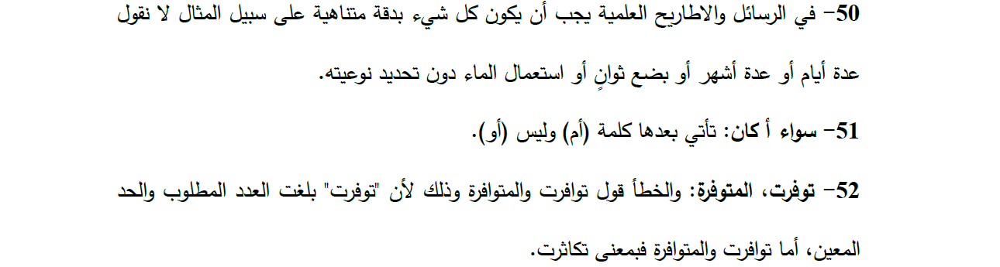 50- في الرسائل والاطاريح العلمية يجب أن يكون كل شيء بدقة متناهية على سبيل المثال لا نقول
عدة أيام أو عدة أشهر أو بضع ثوانٍ أو استعمال الماء دون تحديد نوعيته.
51- سواء أ كان: تأتي بعدها كلمة (أم) وليس (أو).
52- توفرت، المتوفرة: والخطأ قول توافرت والمتوافرة وذلك لأن "توفرت" بلغت العدد المطلوب والحد
المعين، أما توافرت والمتوافرة فبمعنى تكاثرت.